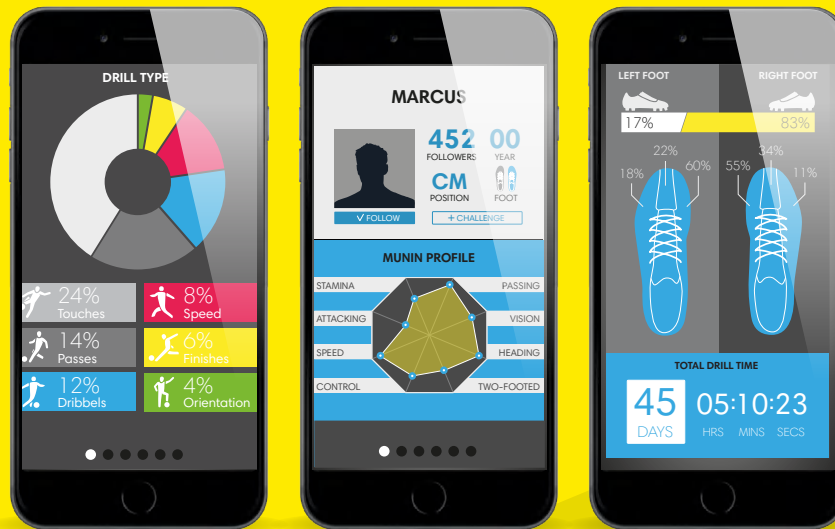 DRILL TYPE
24%
Touches
8%
Speed
14%
Passes
6%
Finishes
12%
Dribbels
4%
Orientation
MARCUS
452
FOLLOWERS
00
YEAR
CM
POSITION
FOOT
✓ FOLLOW
+ CHALLENGE
MUNIN PROFILE
STAMINA
PASSING
ATTACKING
VISION
SPEED
HEADING
CONTROL
TWO-FOOTED
LEFT FOOT
RIGHT FOOT
17%
83%
22%
34%
18%
60%
55%
11%
TOTAL DRILL TIME
45
DAYS
05:10:23
HRS MINS SECS